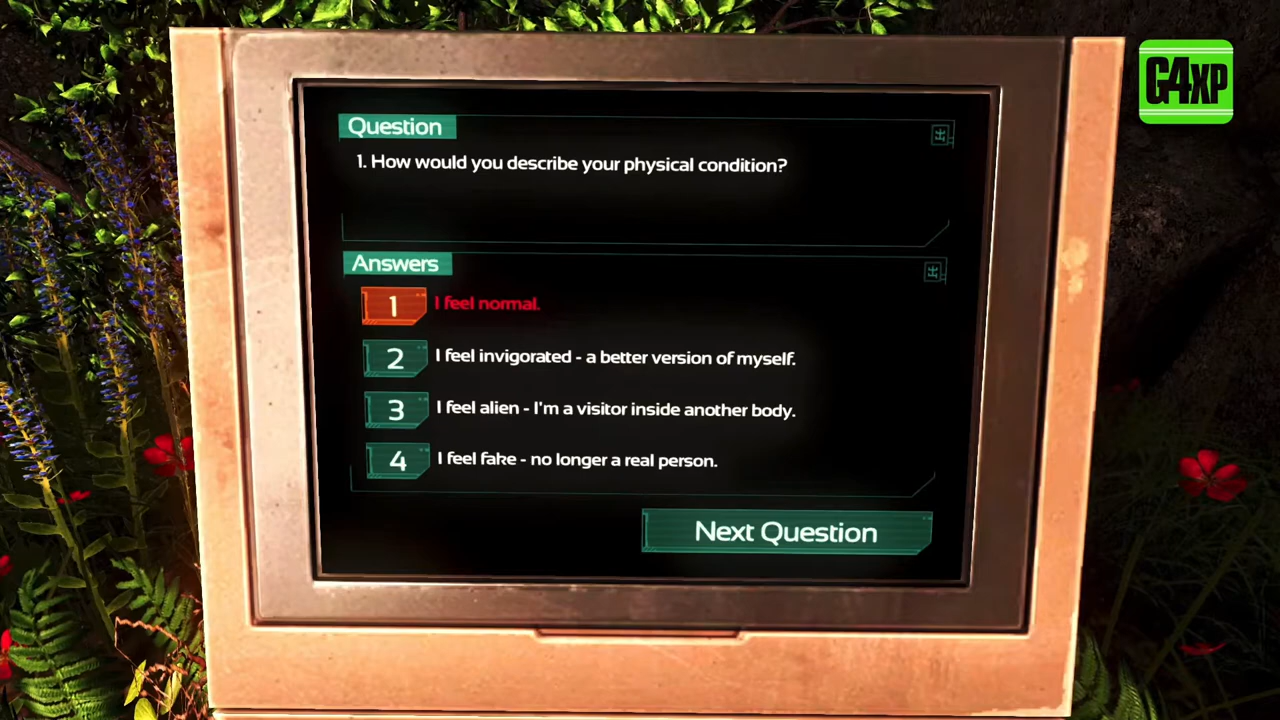 G4XP
Question
1. How would you describe your physical condition?
Answers
1 I feel normal.
2 I feel invigorated - a better version of myself.
3 I feel alien - I'm a visitor inside another body.
4 I feel fake - no longer a real person.
Next Question